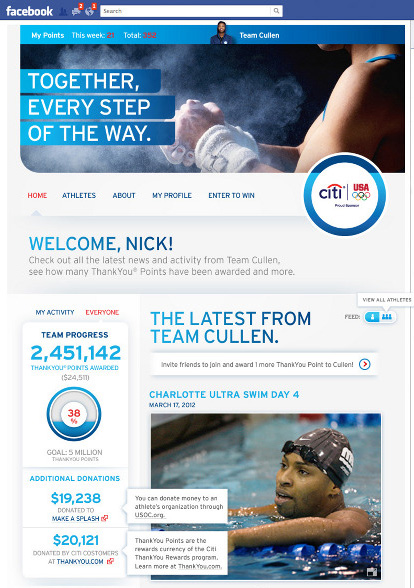 facebook
Search
My Points This week: Total: Team Cullen
TOGETHER,
EVERY STEP
OF THE WAY.
citi USA
Proud Sponsor
HOME ATHLETES ABOUT MY PROFILE ENTER TO WIN
WELCOME, NICK!
Check out all the latest news and activity from Team Cullen,
see how many ThankYou® Points have been awarded and more.
VIEW ALL ATHLETES
FEED:
MY ACTIVITY EVERYONE
TEAM PROGRESS
2,451,142
THANKYOU® POINTS AWARDED
($24,511)
38
%
GOAL: 5 MILLION
THANKYOU POINTS
ADDITIONAL DONATIONS
$19,238
DONATED TO
MAKE A SPLASH
$20,121
DONATED BY CITI CUSTOMERS
AT THANKYOU.COM
You can donate money to an
athlete's organization through
USOC.org.
ThankYou Points are the
rewards currency of the Citi
ThankYou Rewards program.
Learn more at Thankyou.com.
THE LATEST FROM
TEAM CULLEN.
Invite friends to join and award 1 more ThankYou Point to Cullen!
CHARLOTTE ULTRA SWIM DAY 4
MARCH 17, 2012